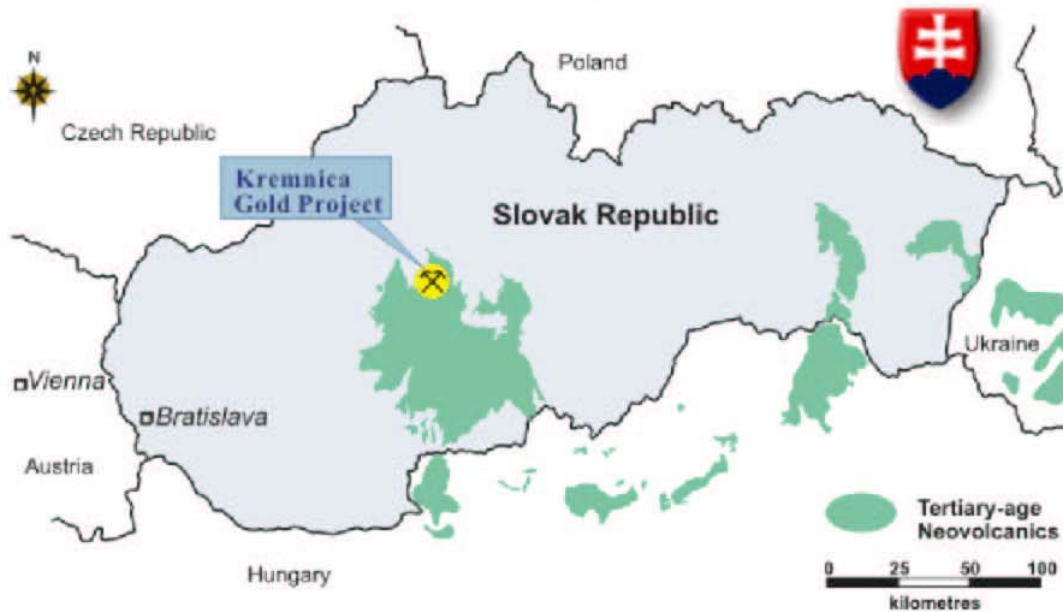 N
Poland
Czech Republic
Kremnica
Gold Project
Slovak Republic
Ukraine
Vienna
Bratislava
Austria
Tertiary-age
Neovolcanics
Hungary
0 25 50 100
kilometres